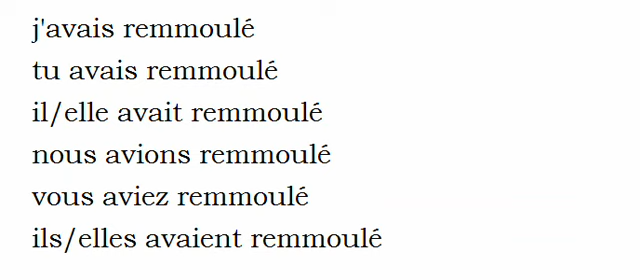 j'avais remmoulé
tu avais remmoulé
il/elle avait remmoulé
nous avions remmoulé
vous aviez remmoulé
ils/elles avaient remmoulé